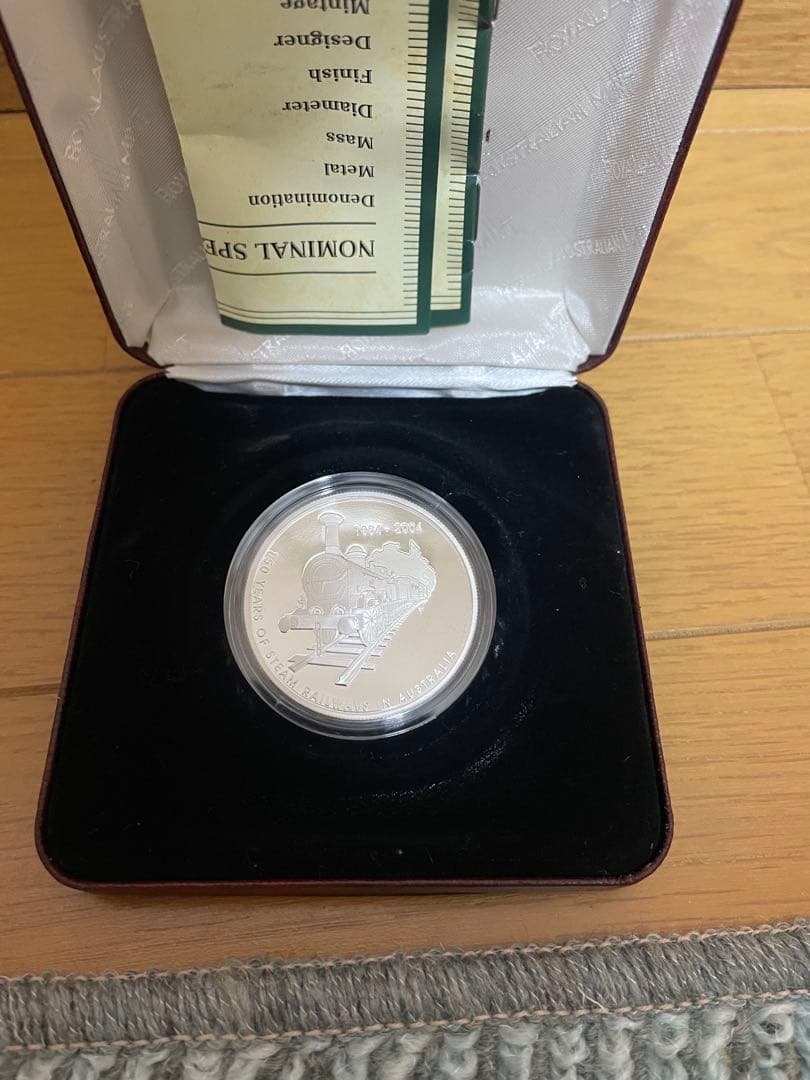 Mintage
Designer
Finish
Diameter
Mass
Metal
Denomination
NOMINAL SPE
ROYAL AUSTRALIAN MINT
1854 - 2004
150 YEARS OF STEAM RAILWAYS IN AUSTRALIA